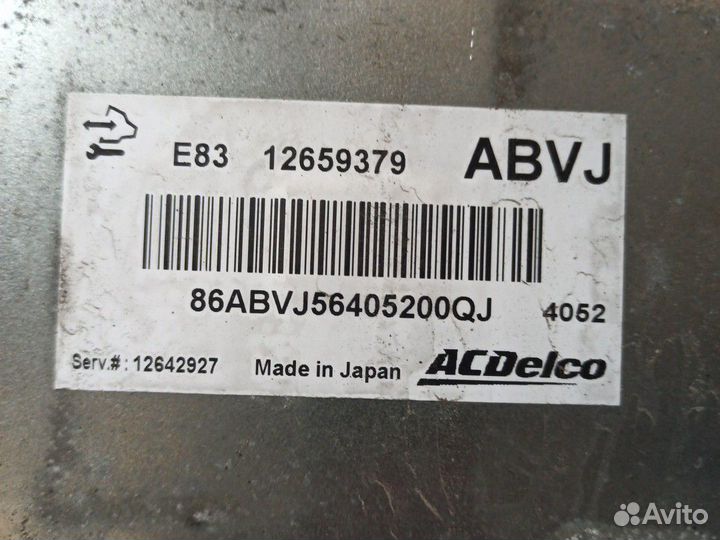 E83 12659379 ABVJ
86ABVJ56405200QJ 4052
Serv.#: 12642927 Made in Japan ACDelco
Avito